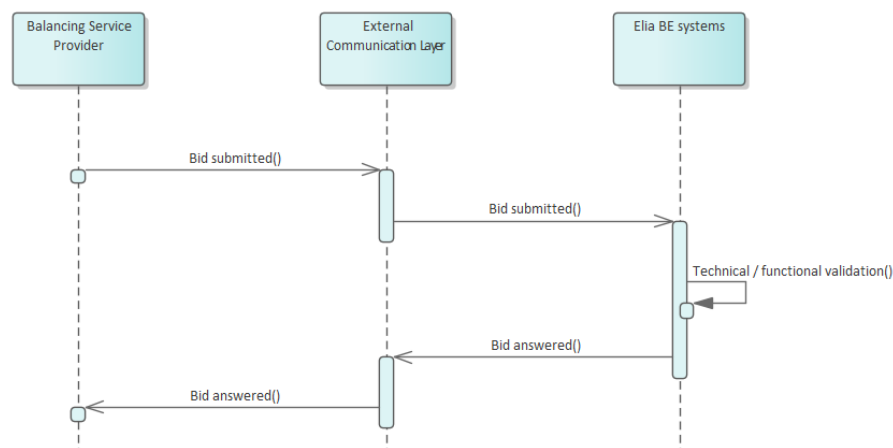 Balancing Service
Provider
External
Communication Layer
Elia BE systems
Bid submitted()
Bid submitted()
Technical / functional validation()
Bid answered()
Bid answered()